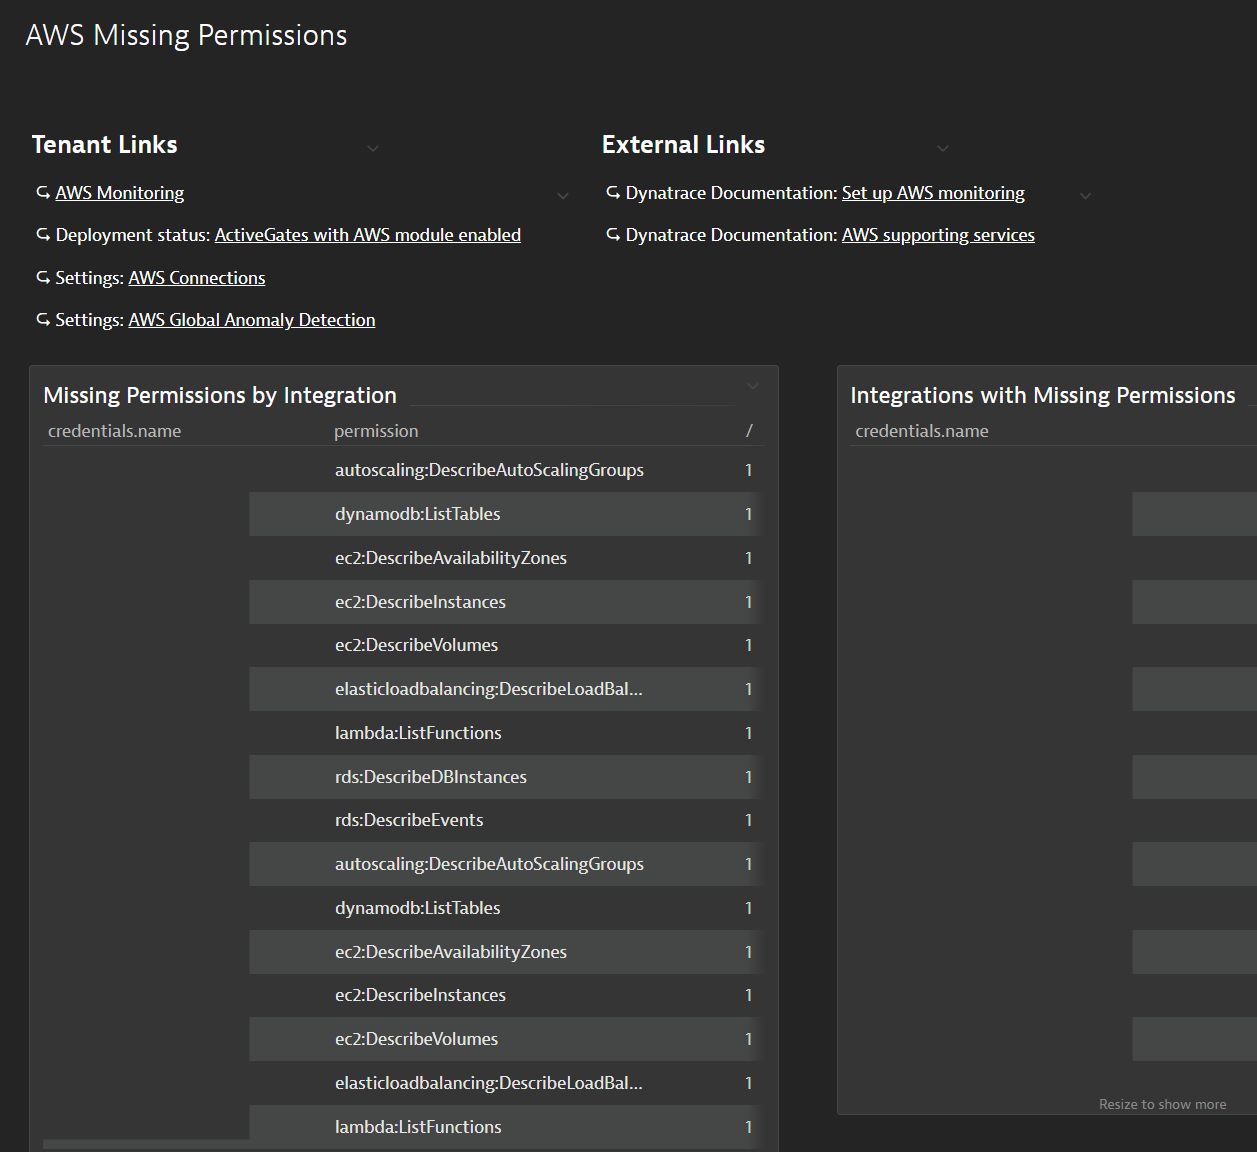 AWS Missing Permissions
Tenant Links
External Links
AWS Monitoring
Deployment status: ActiveGates with AWS module enabled
Settings: AWS Connections
Settings: AWS Global Anomaly Detection
Dynatrace Documentation: Set up AWS monitoring
Dynatrace Documentation: AWS supporting services
Missing Permissions by Integration
credentials.name permission /
autoscaling:DescribeAutoScalingGroups 1
dynamodb:ListTables 1
ec2:DescribeAvailabilityZones 1
ec2:DescribeInstances 1
ec2:DescribeVolumes 1
elasticloadbalancing:DescribeLoadBal... 1
lambda:ListFunctions 1
rds:DescribeDBInstances 1
rds:DescribeEvents 1
autoscaling:DescribeAutoScalingGroups 1
dynamodb:ListTables 1
ec2:DescribeAvailabilityZones 1
ec2:DescribeInstances 1
ec2:DescribeVolumes 1
elasticloadbalancing:DescribeLoadBal... 1
lambda:ListFunctions 1
Integrations with Missing Permissions
credentials.name
Resize to show more